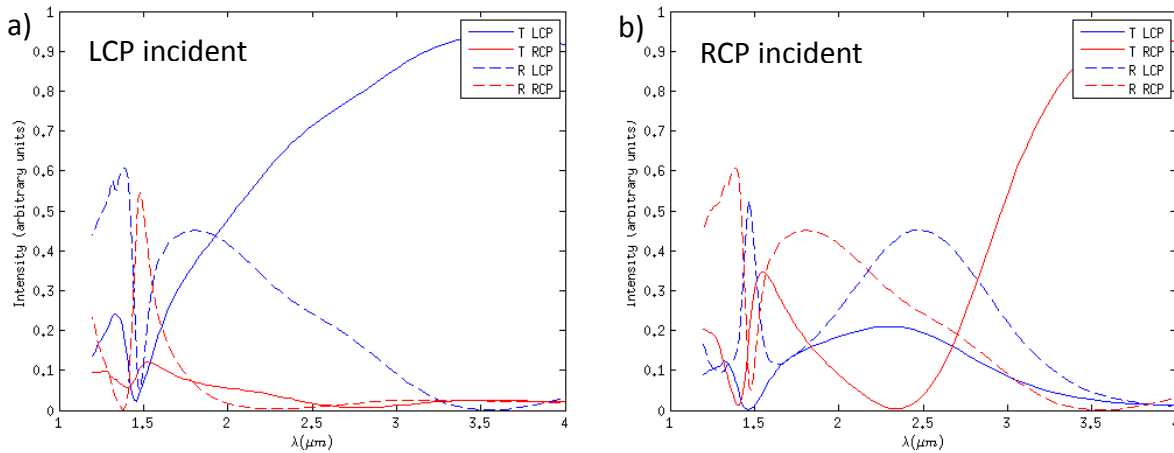 a)
LCP incident
T LCP
T RCP
R LCP
R RCP
Intensity (arbitrary units)
1
0.9
0.8
0.7
0.6
0.5
0.4
0.3
0.2
0.1
0
1 1.5 2 2.5 3 3.5 4
λ(μm)
b)
RCP incident
T LCP
T RCP
R LCP
R RCP
Intensity (arbitrary units)
1
0.9
0.8
0.7
0.6
0.5
0.4
0.3
0.2
0.1
0
1 1.5 2 2.5 3 3.5 4
λ(μm)